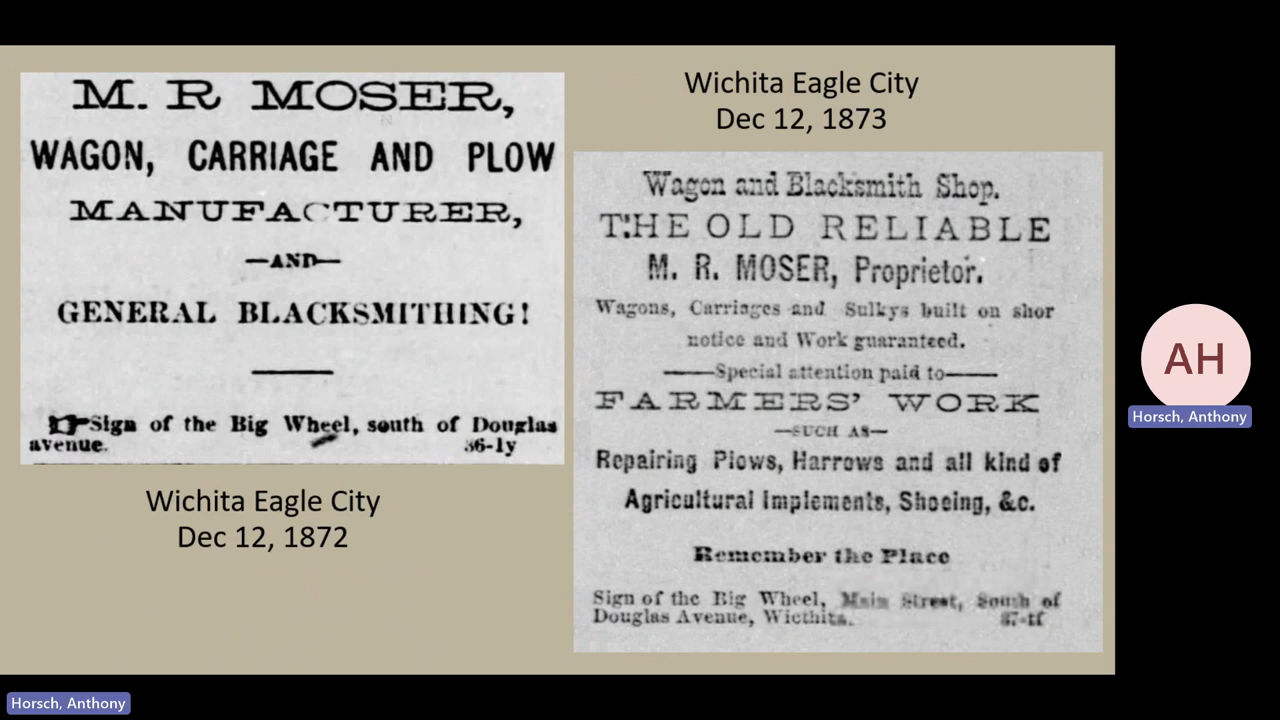 M. R MOSER,
WAGON, CARRIAGE AND PLOW
MANUFACTURER,
—AND—
GENERAL BLACKSMITHING!
☛Sign of the Big Wheel, south of Douglas
avenue. 36-ly
Wichita Eagle City
Dec 12, 1872
Wichita Eagle City
Dec 12, 1873
Wagon and Blacksmith Shop.
THE OLD RELIABLE
M. R. MOSER, Proprietor.
Wagons, Carriages and Sulkys built on shor
notice and Work guaranteed.
——Special attention paid to——
FARMERS' WORK
—SUCH AS—
Repairing Plows, Harrows and all kind of
Agricultural Implements, Shoeing, &c.
Remember the Place
Sign of the Big Wheel, Main Street, South of
Douglas Avenue, Wicthita. 37-tf
AH
Horsch, Anthony
Horsch, Anthony